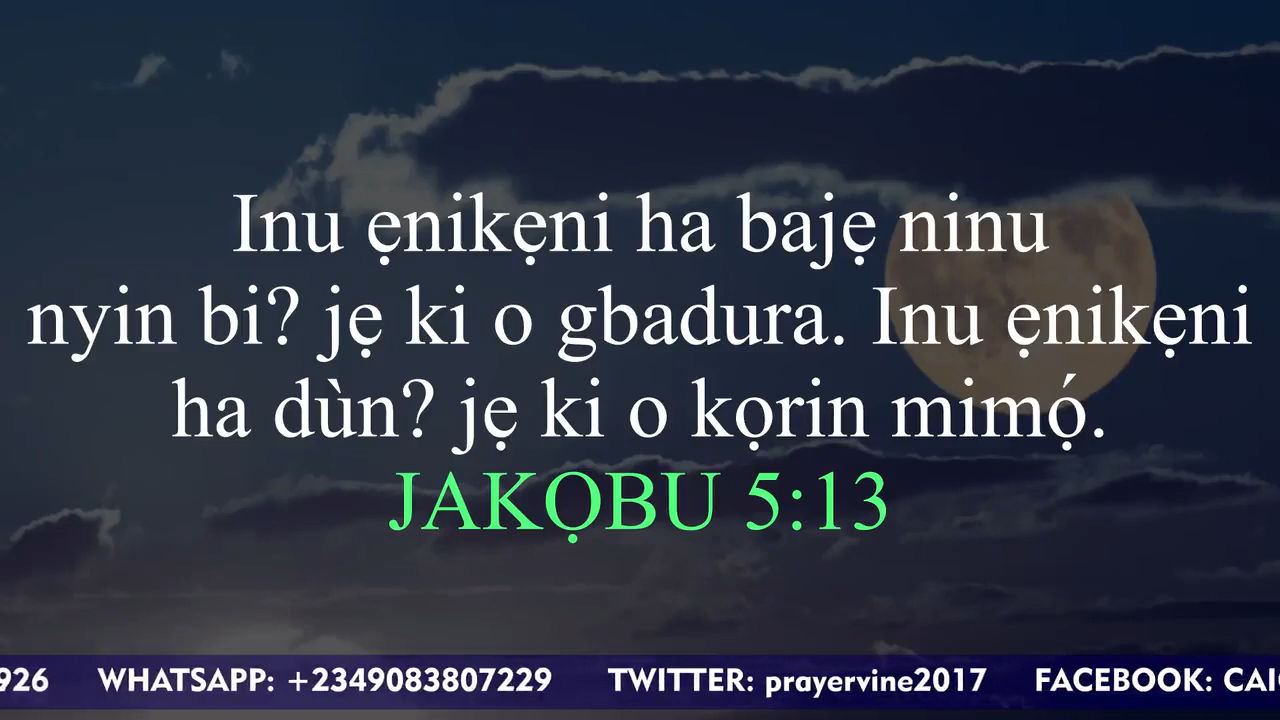 Inu ẹnikẹni ha bajẹ ninu
nyin bi? jẹ ki o gbadura. Inu ẹnikẹni
ha dùn? jẹ ki o kọrin mimọ́.
JAKỌBU 5:13
926 WHATSAPP: +2349083807229 TWITTER: prayervine2017 FACEBOOK: